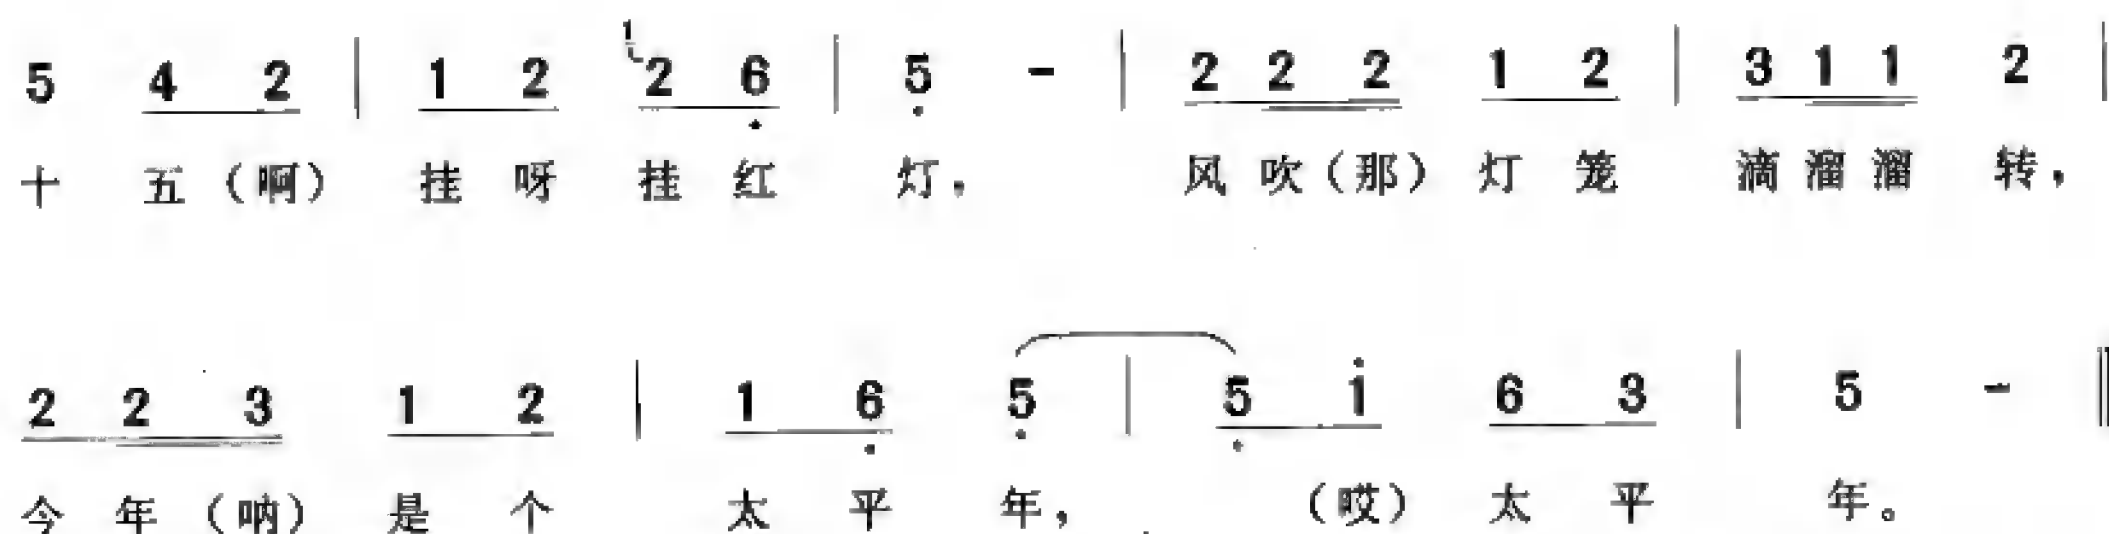 5 4 2 | 1 2 1 2 6 | 5 - | 2 2 2 1 2 | 3 1 1 2 |
十 五（啊） 挂 呀 挂 红 灯， 风 吹（那） 灯 笼 滴 溜 溜 转，
2 2 3 1 2 | 1 6 5 | 5 1 6 3 | 5 - ‖
今 年（呐） 是 个 太 平 年， （哎） 太 平 年。